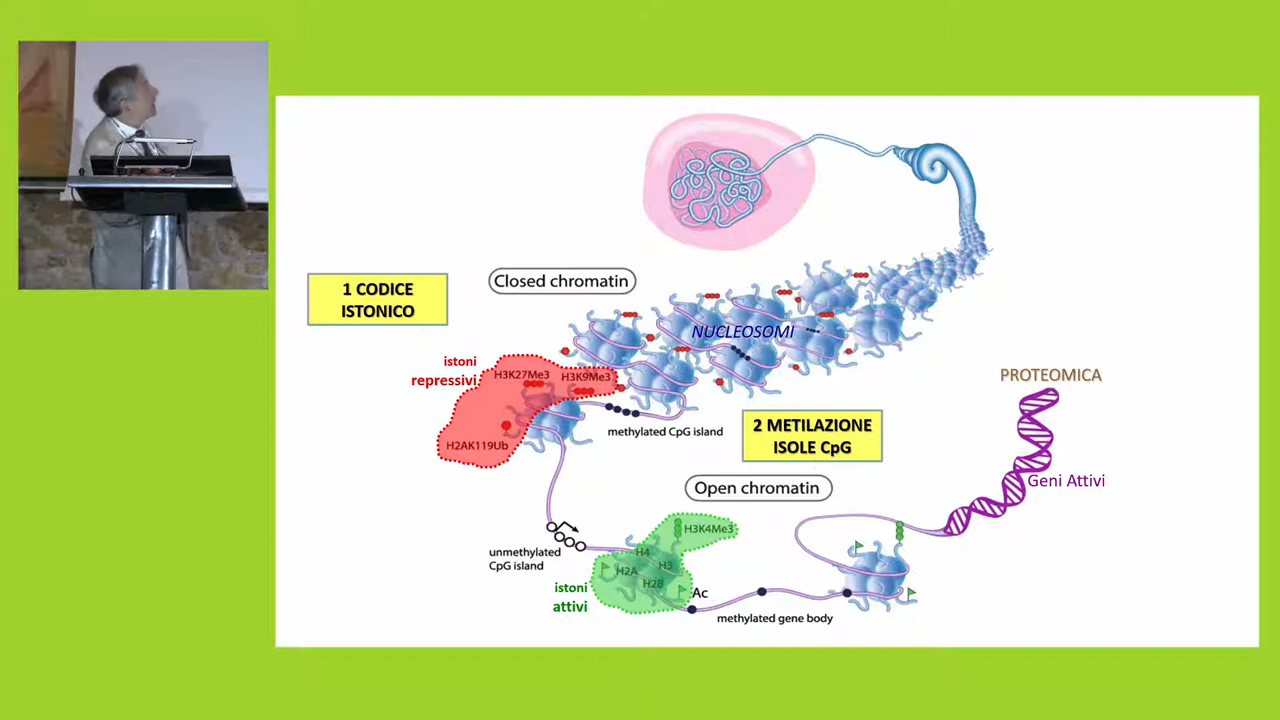 Closed chromatin
1 CODICE
ISTONICO
NUCLEOSOMI
istoni
repressivi
H3K27Me3
H3K9Me3
H2AK119Ub
methylated CpG island
2 METILAZIONE
ISOLE CpG
PROTEOMICA
Geni Attivi
Open chromatin
unmethylated
CpG island
H3K4Me3
H4
H3
H2A
H2B
Ac
istoni
attivi
methylated gene body